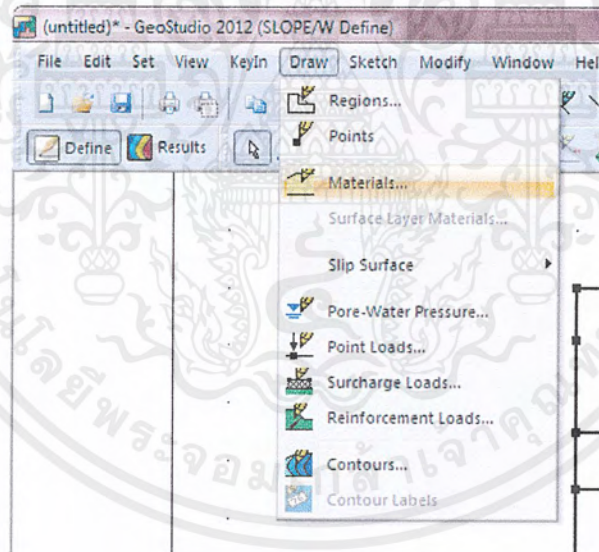 (untitled)* - GeoStudio 2012 (SLOPE/W Define)
File Edit Set View KeyIn Draw Sketch Modify Window
Define Results
Regions...
Points
Materials...
Surface Layer Materials...
Slip Surface
Pore-Water Pressure...
Point Loads...
Surcharge Loads...
Reinforcement Loads...
Contours...
Contour Labels